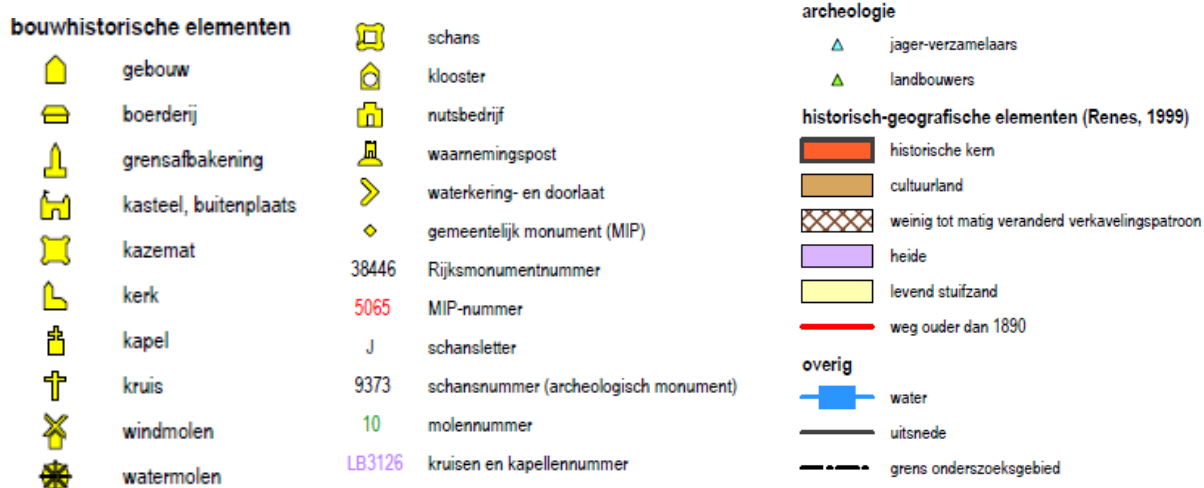 bouwhistorische elementen
gebouw
boerderij
grensafbakening
kasteel, buitenplaats
kazemat
kerk
kapel
kruis
windmolen
watermolen
schans
klooster
nutsbedrijf
waarnemingspost
waterkering- en doorlaat
gemeentelijk monument (MIP)
38446 Rijksmonumentnummer
5065 MIP-nummer
J schansletter
9373 schansnummer (archeologisch monument)
10 molennummer
LB3126 kruisen en kapellennummer
archeologie
jager-verzamelaars
landbouwers
historisch-geografische elementen (Renes, 1999)
historische kern
cultuurland
weinig tot matig veranderd verkavelingspatroon
heide
levend stuifzand
weg ouder dan 1890
overig
water
uitsnede
grens onderszoeksgebied